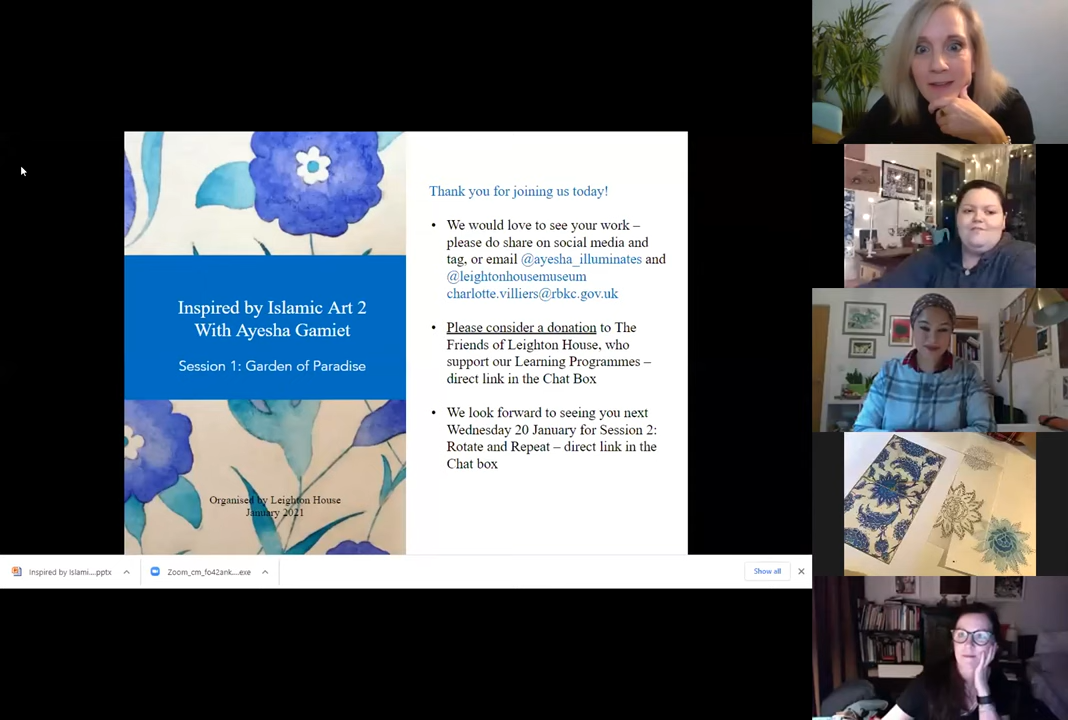 Thank you for joining us today!
• We would love to see your work –
please do share on social media and
tag, or email @ayesha_illuminates and
@leightonhousemuseum
charlotte.villiers@rbkc.gov.uk
• Please consider a donation to The
Friends of Leighton House, who
support our Learning Programmes –
direct link in the Chat Box
• We look forward to seeing you next
Wednesday 20 January for Session 2:
Rotate and Repeat – direct link in the
Chat box
Inspired by Islamic Art 2
With Ayesha Gamiet
Session 1: Garden of Paradise
Organised by Leighton House
January 2021
Inspired by Islami....pptx
Zoom_cm_fo42ank....exe
Show all